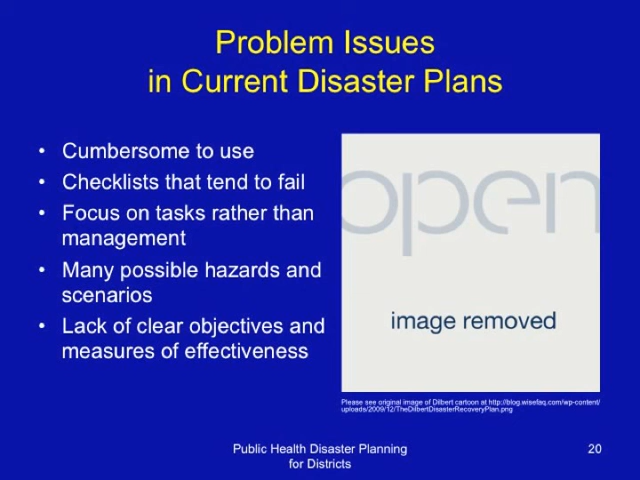 Problem Issues
in Current Disaster Plans
• Cumbersome to use
• Checklists that tend to fail
• Focus on tasks rather than
management
• Many possible hazards and
scenarios
• Lack of clear objectives and
measures of effectiveness
open
image removed
Please see original image of Dilbert cartoon at http://blog.wisefaq.com/wp-content/
uploads/2009/12/TheDilbertDisasterRecoveryPlan.png
Public Health Disaster Planning
for Districts
20